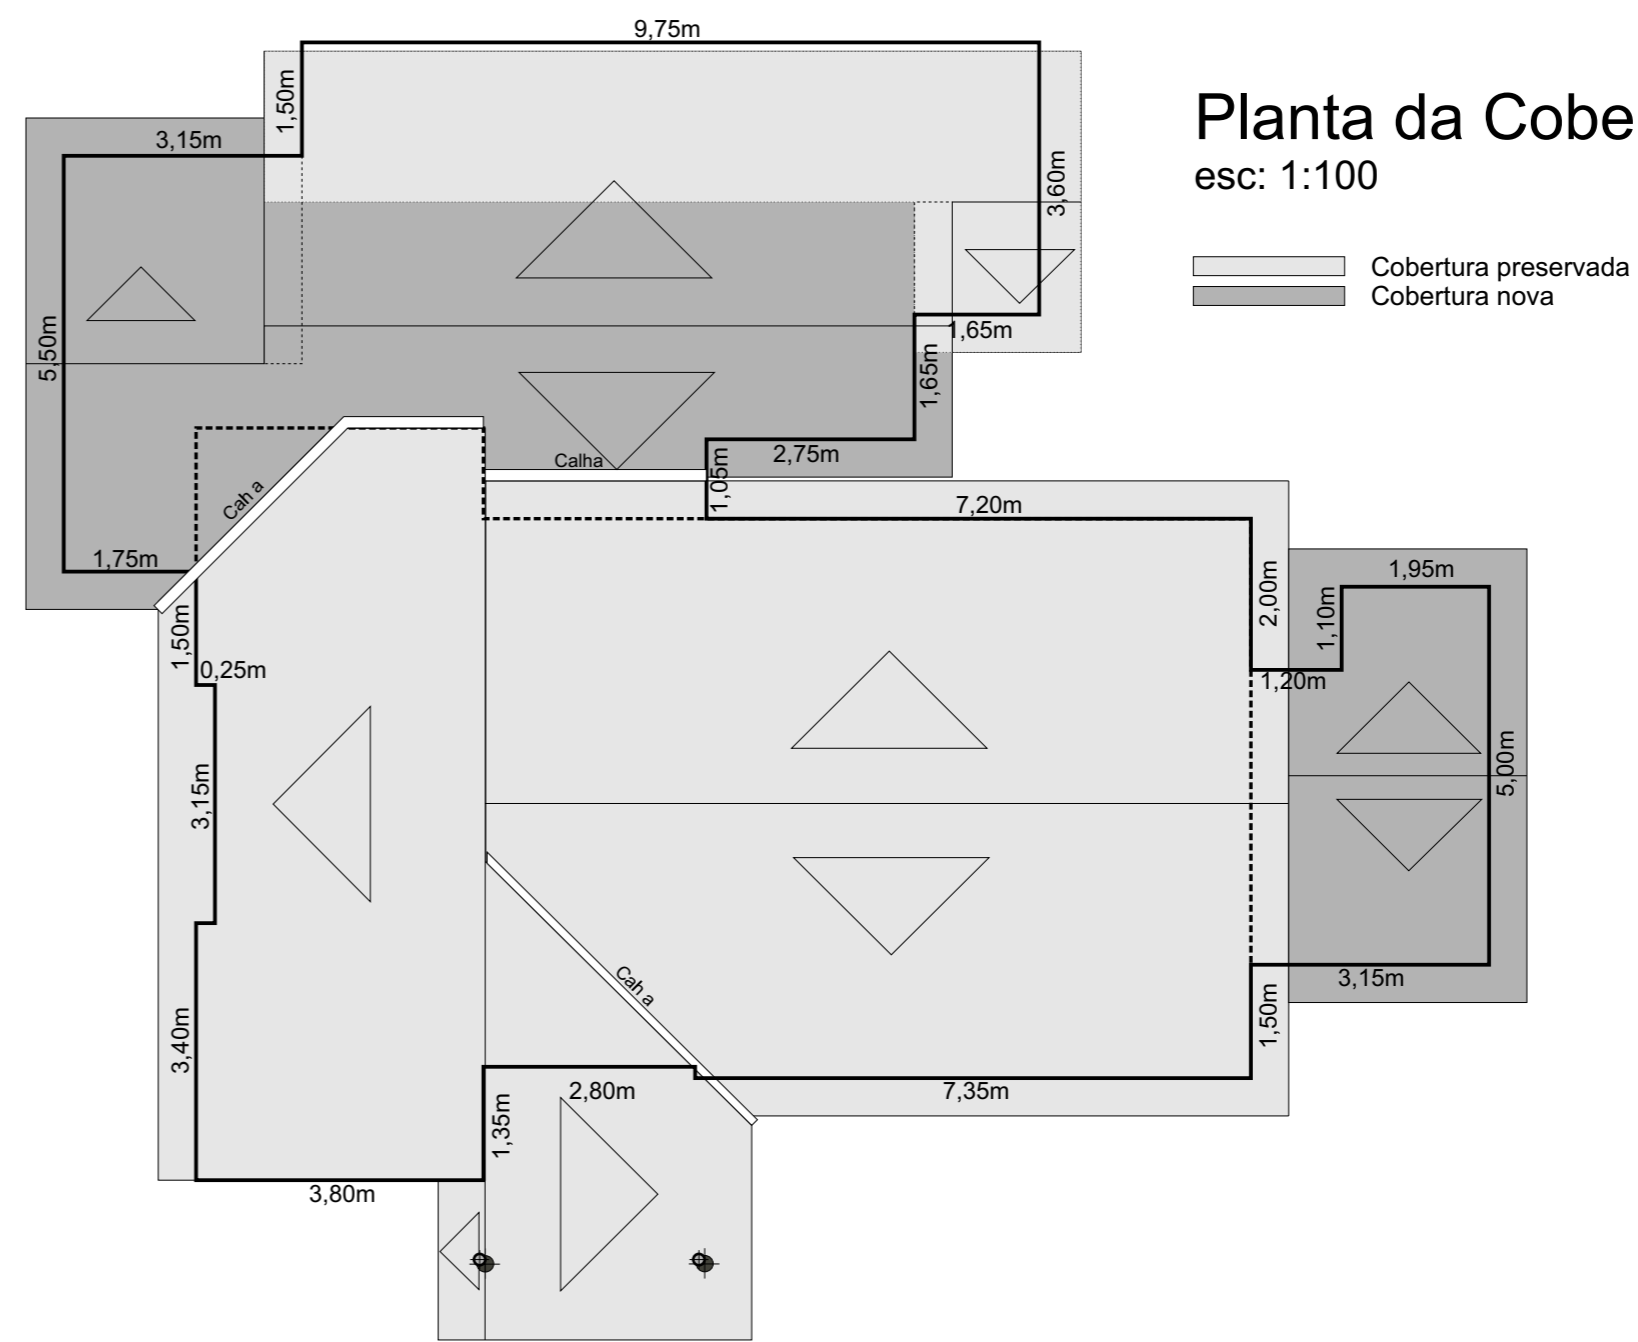 9,75m
Planta da Cobe
esc: 1:100
1,50m
3,15m
3,60m
Cobertura preservada
Cobertura nova
5,50m
1,65m
1,65m
2,75m
Calha
1,05m
7,20m
Cah a
1,75m
1,50m
0,25m
2,00m
1,95m
1,10m
1,20m
3,15m
5,00m
Cah a
3,15m
3,40m
1,50m
2,80m
7,35m
1,35m
3,80m